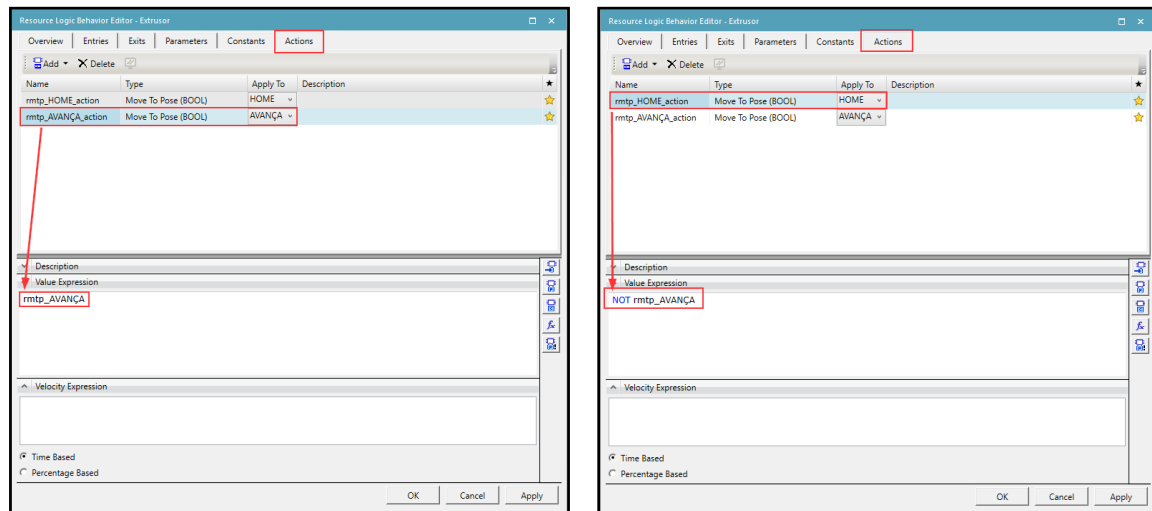 Resource Logic Behavior Editor - Extrusor
Overview Entries Exits Parameters Constants Actions
Add Delete
Name Type Apply To Description
rmtp_HOME_action Move To Pose (BOOL) HOME
rmtp_AVANÇA_action Move To Pose (BOOL) AVANÇA
Description
Value Expression
rmtp_AVANÇA
Velocity Expression
Time Based
Percentage Based
OK Cancel Apply
Resource Logic Behavior Editor - Extrusor
Overview Entries Exits Parameters Constants Actions
Add Delete
Name Type Apply To Description
rmtp_HOME_action Move To Pose (BOOL) HOME
rmtp_AVANÇA_action Move To Pose (BOOL) AVANÇA
Description
Value Expression
NOT rmtp_AVANÇA
Velocity Expression
Time Based
Percentage Based
OK Cancel Apply